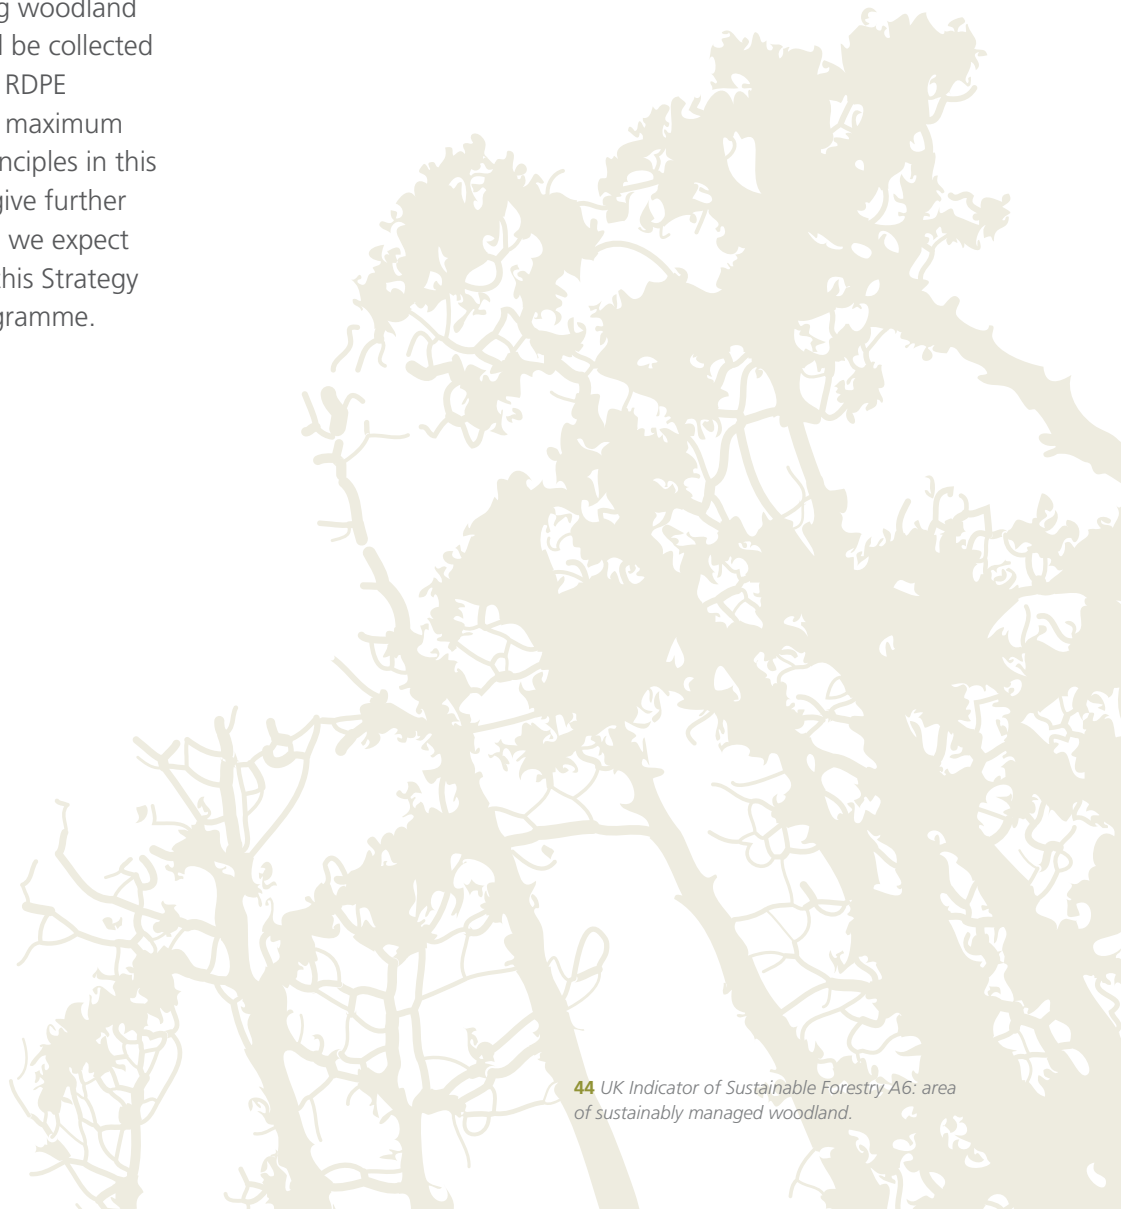 g woodland
be collected
RDPE
maximum
nciples in this
give further
we expect
this Strategy
gramme.
44 UK Indicator of Sustainable Forestry A6: area
of sustainably managed woodland.